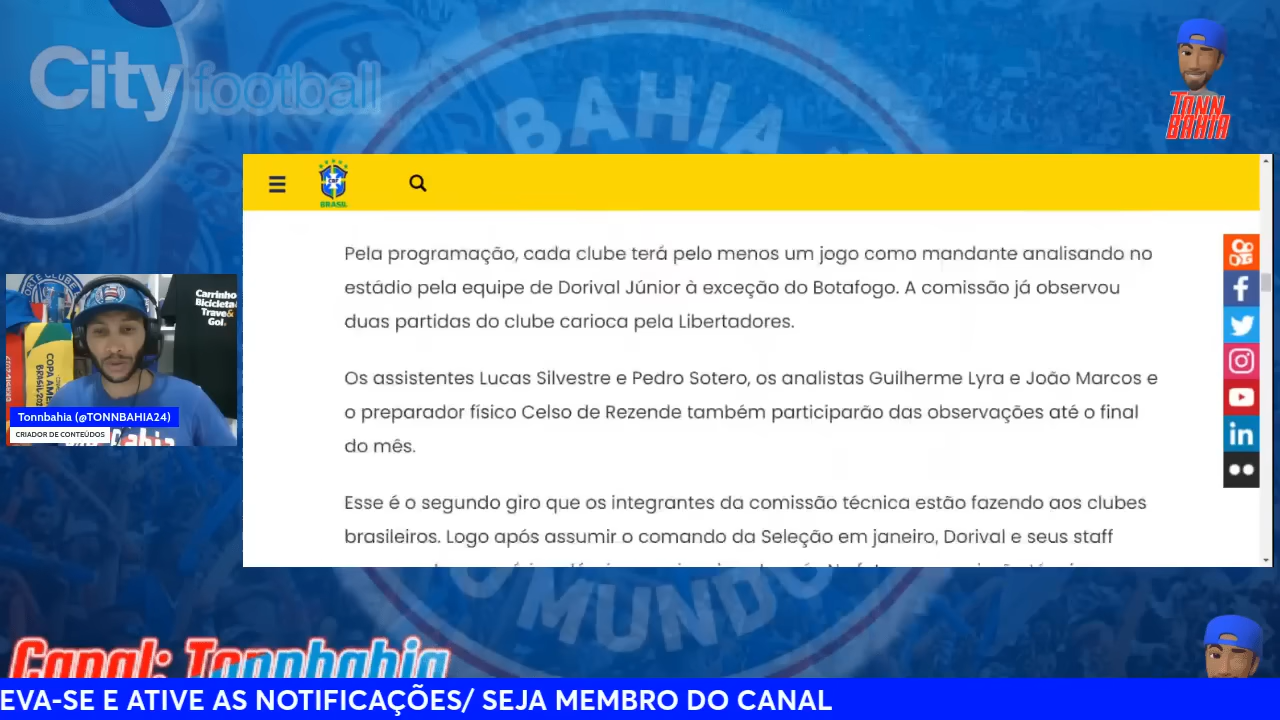 City football
BAHIA
TONN
BAHIA
BRASIL
Pela programação, cada clube terá pelo menos um jogo como mandante analisando no
estádio pela equipe de Dorival Júnior à exceção do Botafogo. A comissão já observou
duas partidas do clube carioca pela Libertadores.
Os assistentes Lucas Silvestre e Pedro Sotero, os analistas Guilherme Lyra e João Marcos e
o preparador físico Celso de Rezende também participarão das observações até o final
do mês.
Esse é o segundo giro que os integrantes da comissão técnica estão fazendo aos clubes
brasileiros. Logo após assumir o comando da Seleção em janeiro, Dorival e seus staff
Carrinho
Bicicleta
Trave&
Gol.
Tonnbahia (@TONNBAHIA24)
CRIADOR DE CONTEÚDOS
MUNDO
Canal: Tonnbahia
EVA-SE E ATIVE AS NOTIFICAÇÕES/ SEJA MEMBRO DO CANAL